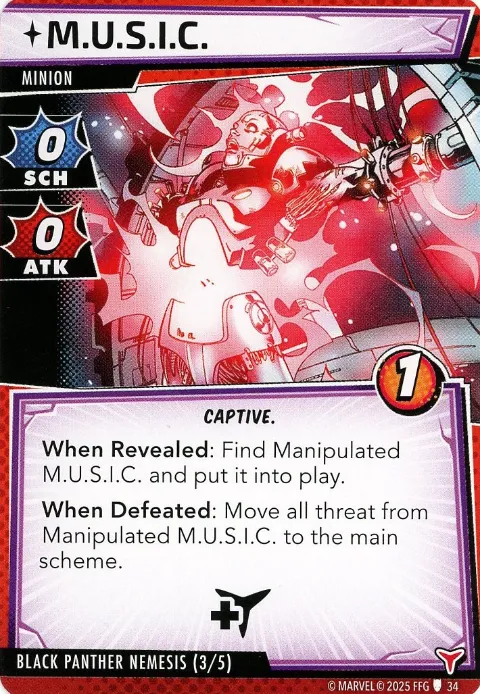 M.U.S.I.C.
MINION
0
SCH
0
ATK
1
CAPTIVE.
When Revealed: Find Manipulated
M.U.S.I.C. and put it into play.
When Defeated: Move all threat from
Manipulated M.U.S.I.C. to the main
scheme.
BLACK PANTHER NEMESIS (3/5)
© MARVEL © 2025 FFG 34